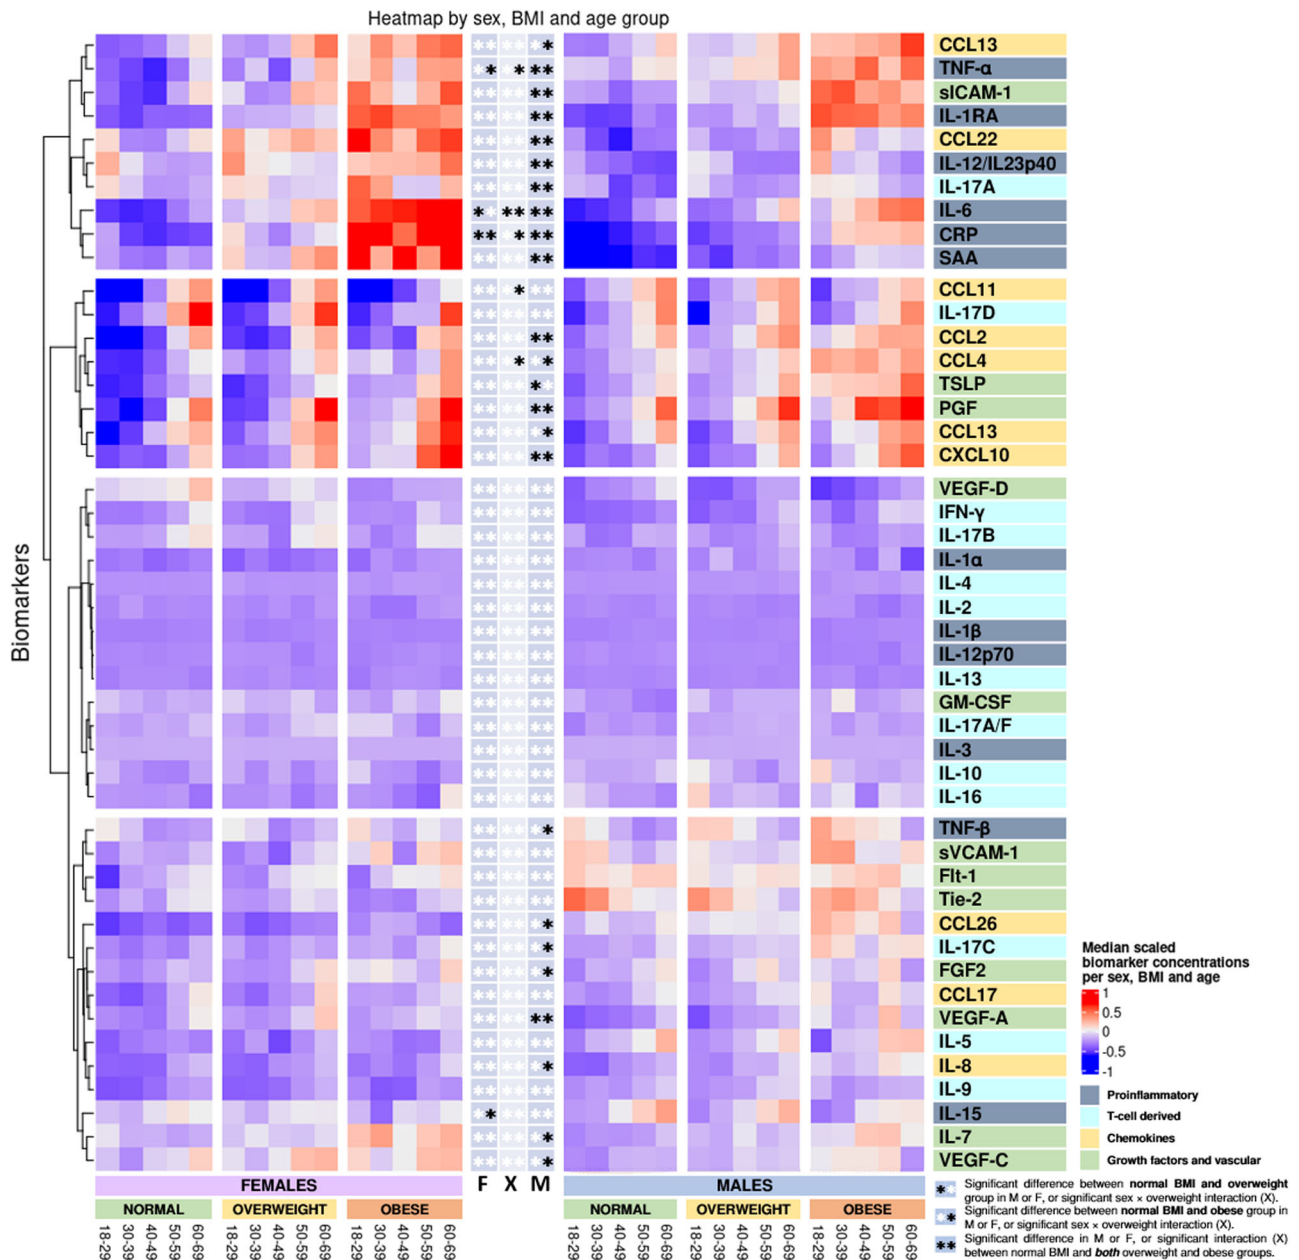 Heatmap by sex, BMI and age group
Biomarkers
CCL13
TNF-α
sICAM-1
IL-1RA
CCL22
IL-12/IL23p40
IL-17A
IL-6
CRP
SAA
CCL11
IL-17D
CCL2
CCL4
TSLP
PGF
CCL13
CXCL10
VEGF-D
IFN-γ
IL-17B
IL-1α
IL-4
IL-2
IL-1β
IL-12p70
IL-13
GM-CSF
IL-17A/F
IL-3
IL-10
IL-16
TNF-β
sVCAM-1
Flt-1
Tie-2
CCL26
IL-17C
FGF2
CCL17
VEGF-A
IL-5
IL-8
IL-9
IL-15
IL-7
VEGF-C
Median scaled
biomarker concentrations
per sex, BMI and age
1
0.5
0
-0.5
-1
Proinflammatory
T-cell derived
Chemokines
Growth factors and vascular
FEMALES F X M MALES
NORMAL OVERWEIGHT OBESE NORMAL OVERWEIGHT OBESE
18-29 30-39 40-49 50-59 60-69 18-29 30-39 40-49 50-59 60-69 18-29 30-39 40-49 50-59 60-69 18-29 30-39 40-49 50-59 60-69 18-29 30-39 40-49 50-59 60-69 18-29 30-39 40-49 50-59 60-69
Significant difference between normal BMI and overweight
group in M or F, or significant sex × overweight interaction (X).
Significant difference between normal BMI and obese group in
M or F, or significant sex × overweight interaction (X).
Significant difference in M or F, or significant interaction (X)
between normal BMI and both overweight and obese groups.